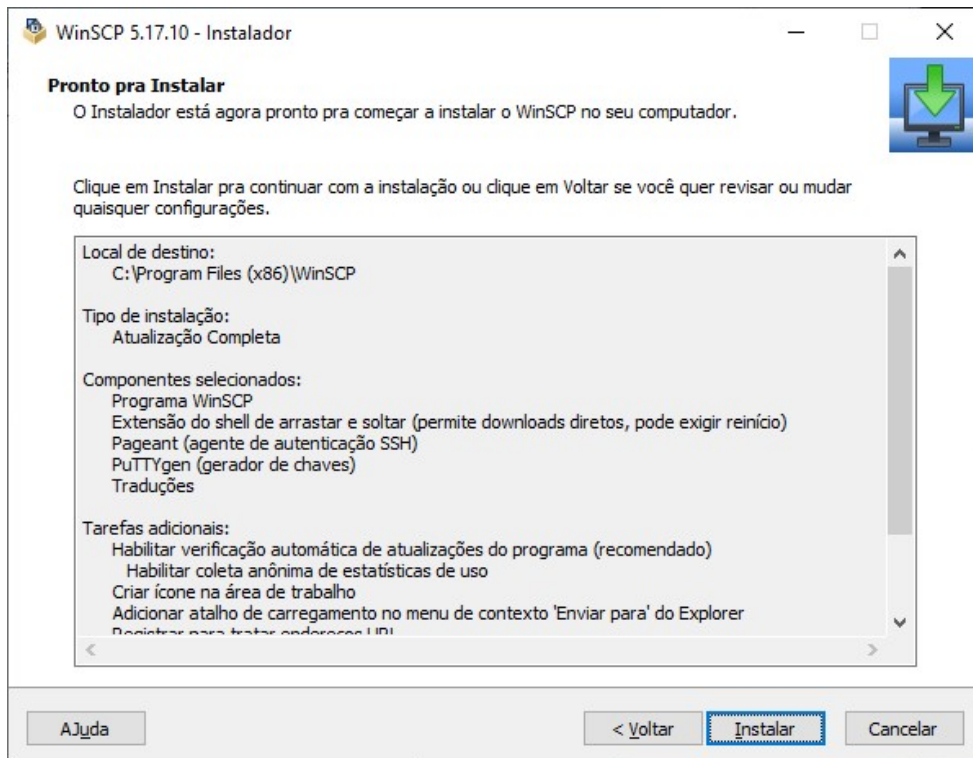 WinSCP 5.17.10 - Instalador
Pronto pra Instalar
O Instalador está agora pronto pra começar a instalar o WinSCP no seu computador.
Clique em Instalar pra continuar com a instalação ou clique em Voltar se você quer revisar ou mudar
quaisquer configurações.
Local de destino:
C:\Program Files (x86)\WinSCP
Tipo de instalação:
Atualização Completa
Componentes selecionados:
Programa WinSCP
Extensão do shell de arrastar e soltar (permite downloads diretos, pode exigir reinício)
Pageant (agente de autenticação SSH)
PuTTYgen (gerador de chaves)
Traduções
Tarefas adicionais:
Habilitar verificação automática de atualizações do programa (recomendado)
Habilitar coleta anônima de estatísticas de uso
Criar ícone na área de trabalho
Adicionar atalho de carregamento no menu de contexto 'Enviar para' do Explorer
Registrar para tratar endereços URL
AJuda
< Voltar
Instalar
Cancelar